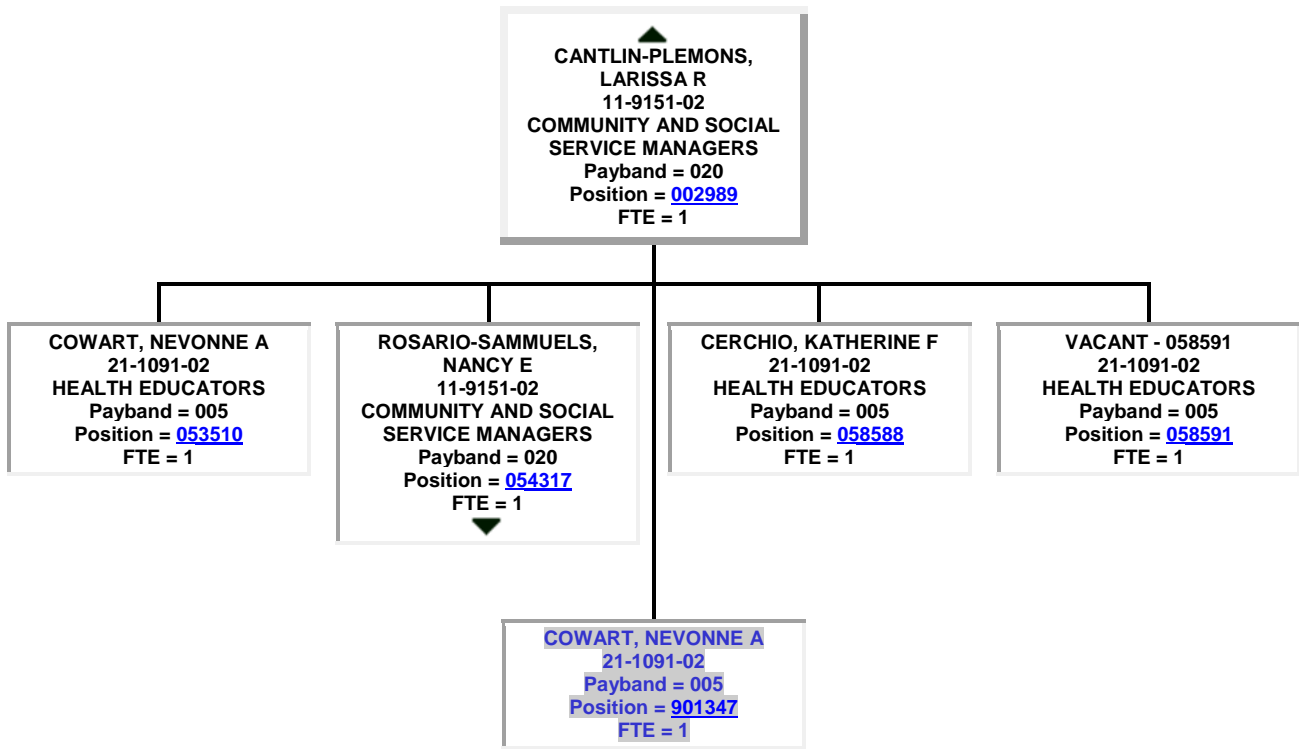 CANTLIN-PLEMONS,
LARISSA R
11-9151-02
COMMUNITY AND SOCIAL
SERVICE MANAGERS
Payband = 020
Position = 002989
FTE = 1
COWART, NEVONNE A
21-1091-02
HEALTH EDUCATORS
Payband = 005
Position = 053510
FTE = 1
ROSARIO-SAMMUELS,
NANCY E
11-9151-02
COMMUNITY AND SOCIAL
SERVICE MANAGERS
Payband = 020
Position = 054317
FTE = 1
CERCHIO, KATHERINE F
21-1091-02
HEALTH EDUCATORS
Payband = 005
Position = 058588
FTE = 1
VACANT - 058591
21-1091-02
HEALTH EDUCATORS
Payband = 005
Position = 058591
FTE = 1
COWART, NEVONNE A
21-1091-02
Payband = 005
Position = 901347
FTE = 1